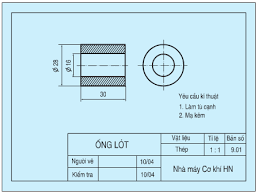 Ø 28
Ø 16
30
Yêu cầu kĩ thuật
1. Làm tù cạnh
2. Mạ kẽm
ỐNG LÓT
Vật liệu
Tỉ lệ
Bản số
Thép
1 : 1
9.01
Người vẽ
10/04
Kiểm tra
10/04
Nhà máy Cơ khí HN